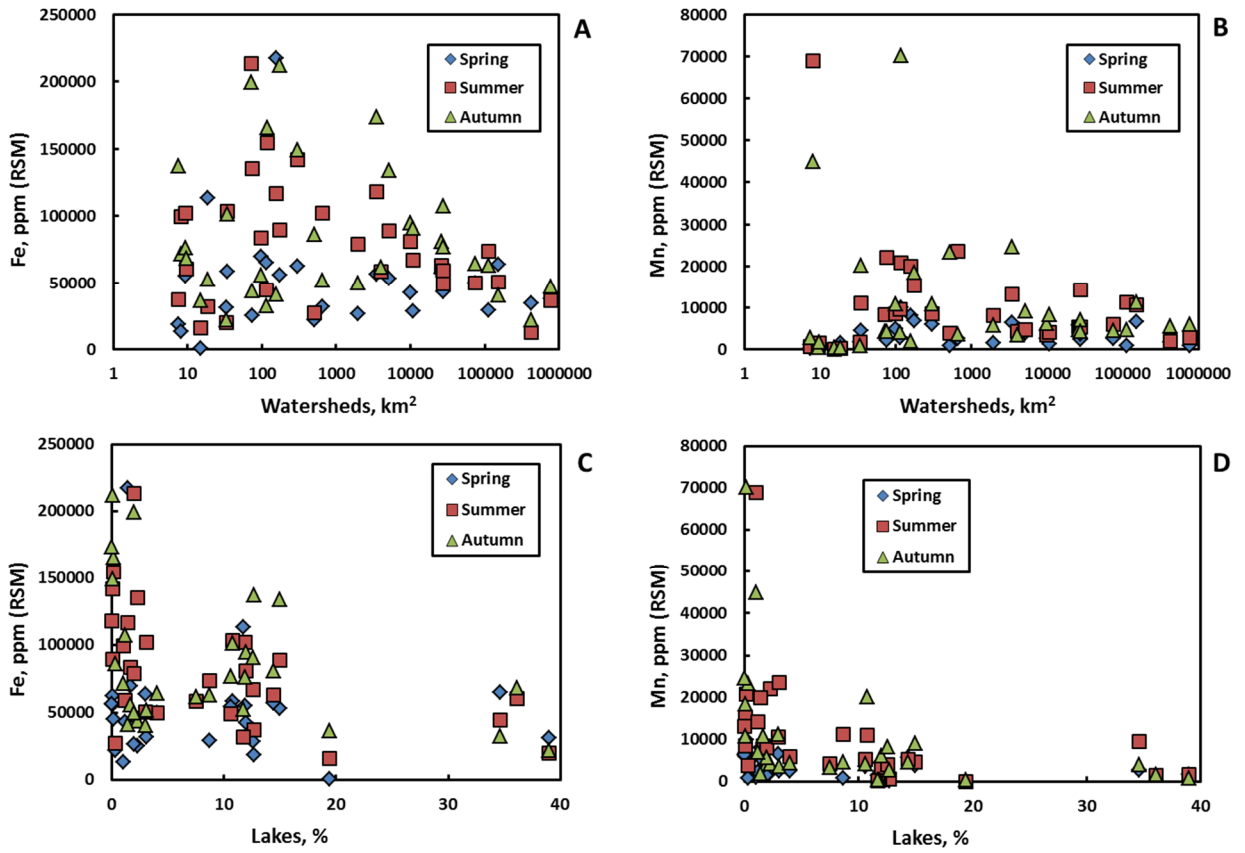 A
250000
200000
150000
100000
50000
0
Fe, ppm (RSM)
Spring
Summer
Autumn
1 10 100 1000 10000 100000 1000000
Watersheds, km²
B
80000
70000
60000
50000
40000
30000
20000
10000
0
Mn, ppm (RSM)
Spring
Summer
Autumn
1 10 100 1000 10000 100000 1000000
Watersheds, km²
C
250000
200000
150000
100000
50000
0
Fe, ppm (RSM)
Spring
Summer
Autumn
0 10 20 30 40
Lakes, %
D
80000
70000
60000
50000
40000
30000
20000
10000
0
Mn, ppm (RSM)
Spring
Summer
Autumn
0 10 20 30 40
Lakes, %